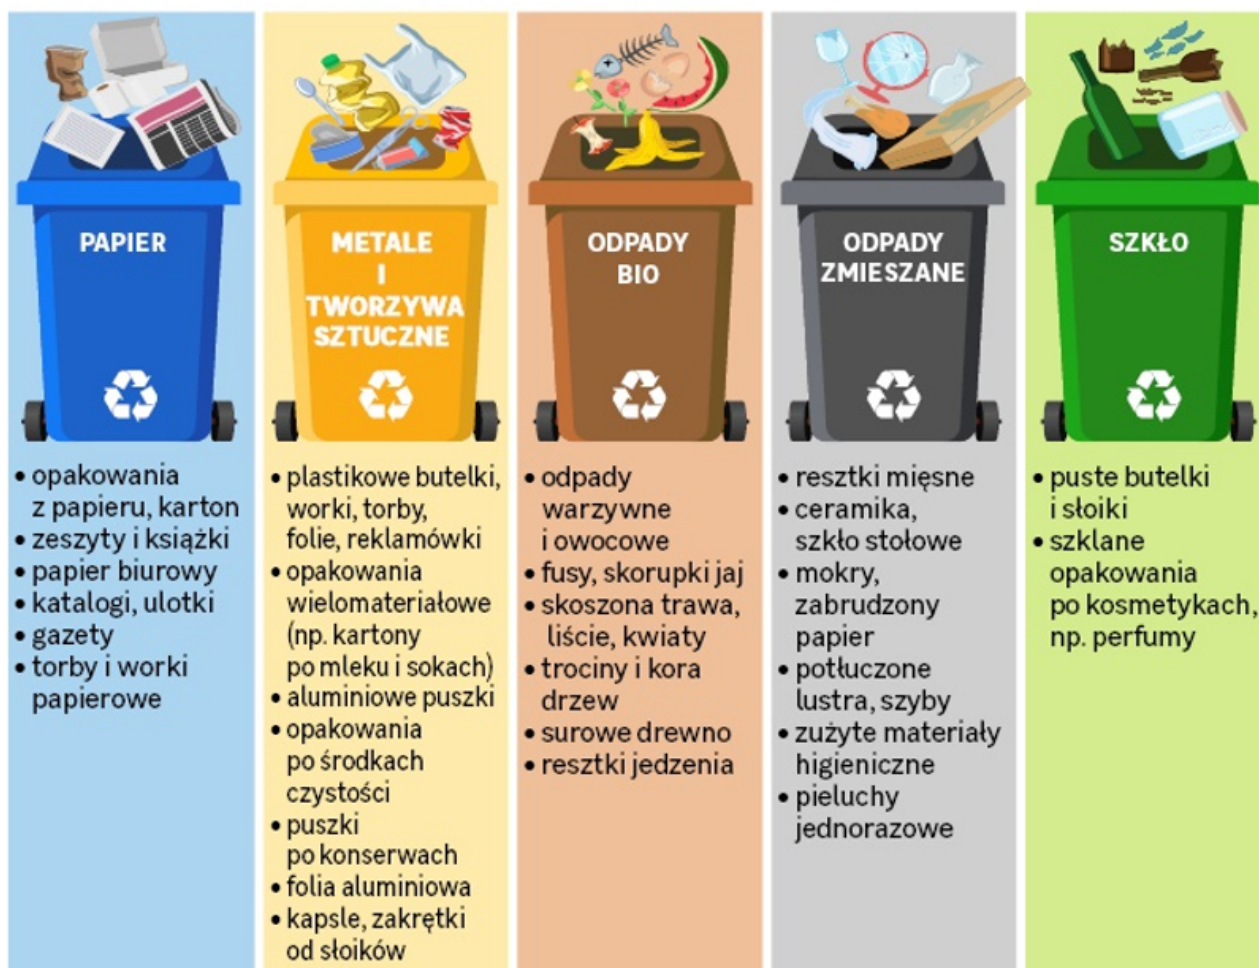 PAPIER
• opakowania
z papieru, karton
• zeszyty i książki
• papier biurowy
• katalogi, ulotki
• gazety
• torby i worki
papierowe
METALE
I
TWORZYWA
SZTUCZNE
• plastikowe butelki,
worki, torby,
folie, reklamówki
• opakowania
wielomateriałowe
(np. kartony
po mleku i sokach)
• aluminiowe puszki
• opakowania
po środkach
czystości
• puszki
po konserwach
• folia aluminiowa
• kapsle, zakrętki
od słoików
ODPADY
BIO
• odpady
warzywne
i owocowe
• fusy, skorupki jaj
• skoszona trawa,
liście, kwiaty
• trociny i kora
drzew
• surowe drewno
• resztki jedzenia
ODPADY
ZMIESZANE
• resztki mięsne
• ceramika,
szkło stołowe
• mokry,
zabrudzony
papier
• potłuczone
lustra, szyby
• zużyte materiały
higieniczne
• pieluchy
jednorazowe
SZKŁO
• puste butelki
i słoiki
• szklane
opakowania
po kosmetykach,
np. perfumy